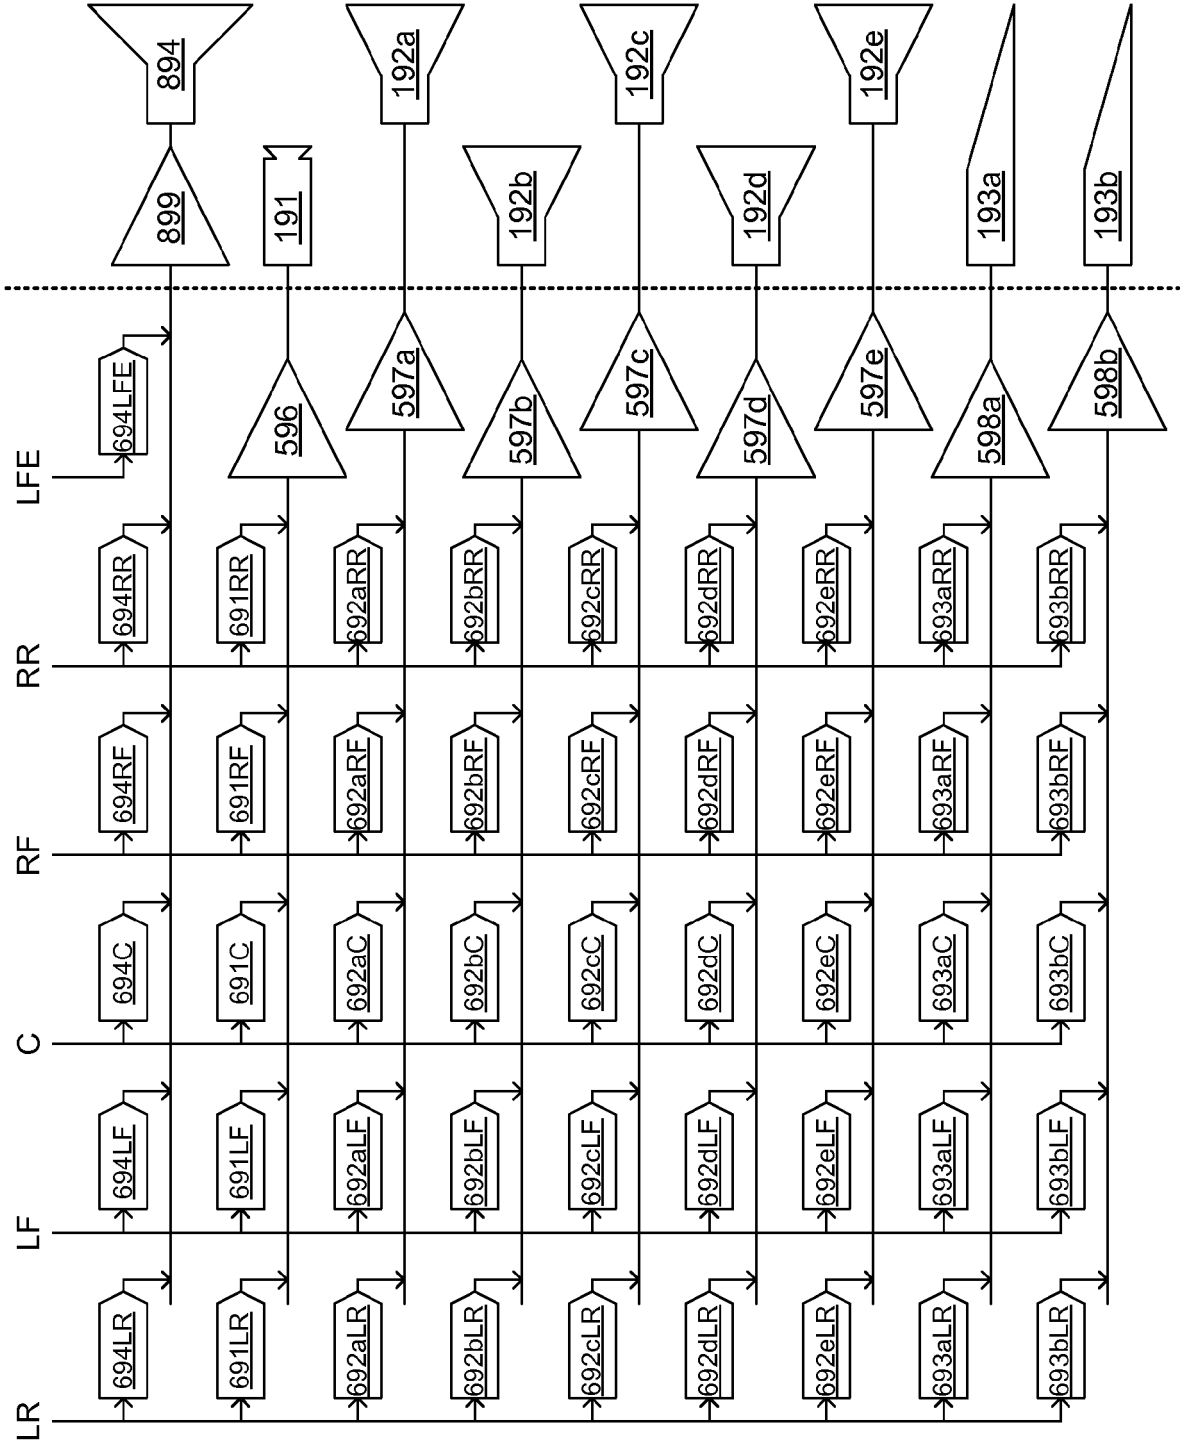 LR LF C RF RR LFE
694LR 694LF 694C 694RF 694RR 694LFE 899 894
691LR 691LF 691C 691RF 691RR 596 191
692aLR 692aLF 692aC 692aRF 692aRR 597a 192a
692bLR 692bLF 692bC 692bRF 692bRR 597b 192b
692cLR 692cLF 692cC 692cRF 692cRR 597c 192c
692dLR 692dLF 692dC 692dRF 692dRR 597d 192d
692eLR 692eLF 692eC 692eRF 692eRR 597e 192e
693aLR 693aLF 693aC 693aRF 693aRR 598a 193a
693bLR 693bLF 693bC 693bRF 693bRR 598b 193b